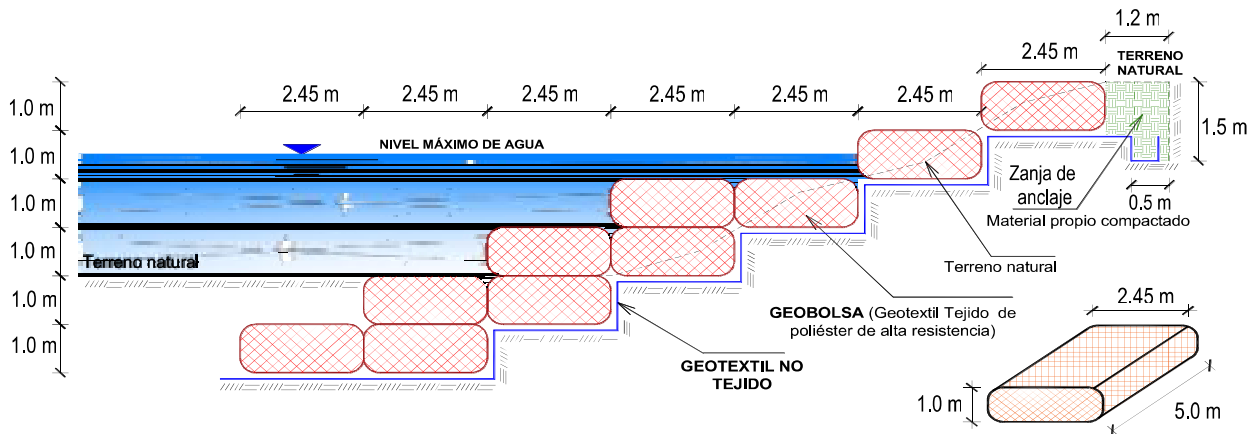 1.2 m
2.45 m
TERRENO
NATURAL
2.45 m
2.45 m
2.45 m
2.45 m
2.45 m
1.0 m
1.5 m
NIVEL MÁXIMO DE AGUA
1.0 m
Zanja de
anclaje
0.5 m
1.0 m
Material propio compactado
1.0 m
Terreno natural
Terreno natural
1.0 m
GEOBOLSA (Geotextil Tejido de
poliéster de alta resistencia)
2.45 m
1.0 m
GEOTEXTIL NO
TEJIDO
1.0 m
5.0 m